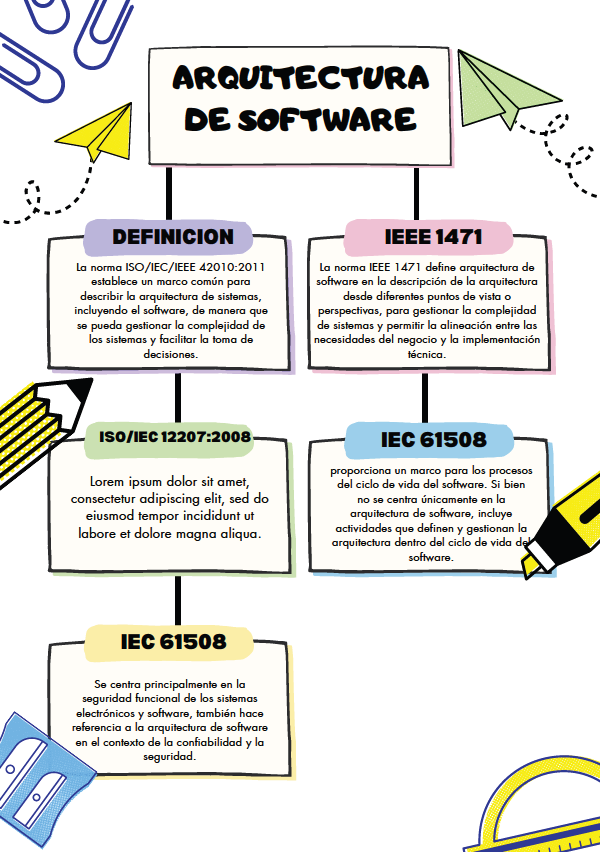 ARQUITECTURA
DE SOFTWARE
DEFINICION
La norma ISO/IEC/IEEE 42010:2011
establece un marco común para
describir la arquitectura de sistemas,
incluyendo el software, de manera que
se pueda gestionar la complejidad de
los sistemas y facilitar la toma de
decisiones.
IEEE 1471
La norma IEEE 1471 define arquitectura de
software en la descripción de la arquitectura
desde diferentes puntos de vista o
perspectivas, para gestionar la complejidad
de sistemas y permitir la alineación entre las
necesidades del negocio y la implementación
técnica.
ISO/IEC 12207:2008
Lorem ipsum dolor sit amet,
consectetur adipiscing elit, sed do
eiusmod tempor incididunt ut
labore et dolore magna aliqua.
IEC 61508
proporciona un marco para los procesos
del ciclo de vida del software. Si bien
no se centra únicamente en la
arquitectura de software, incluye
actividades que definen y gestionan la
arquitectura dentro del ciclo de vida del
software.
IEC 61508
Se centra principalmente en la
seguridad funcional de los sistemas
electrónicos y software, también hace
referencia a la arquitectura de software
en el contexto de la confiabilidad y la
seguridad.